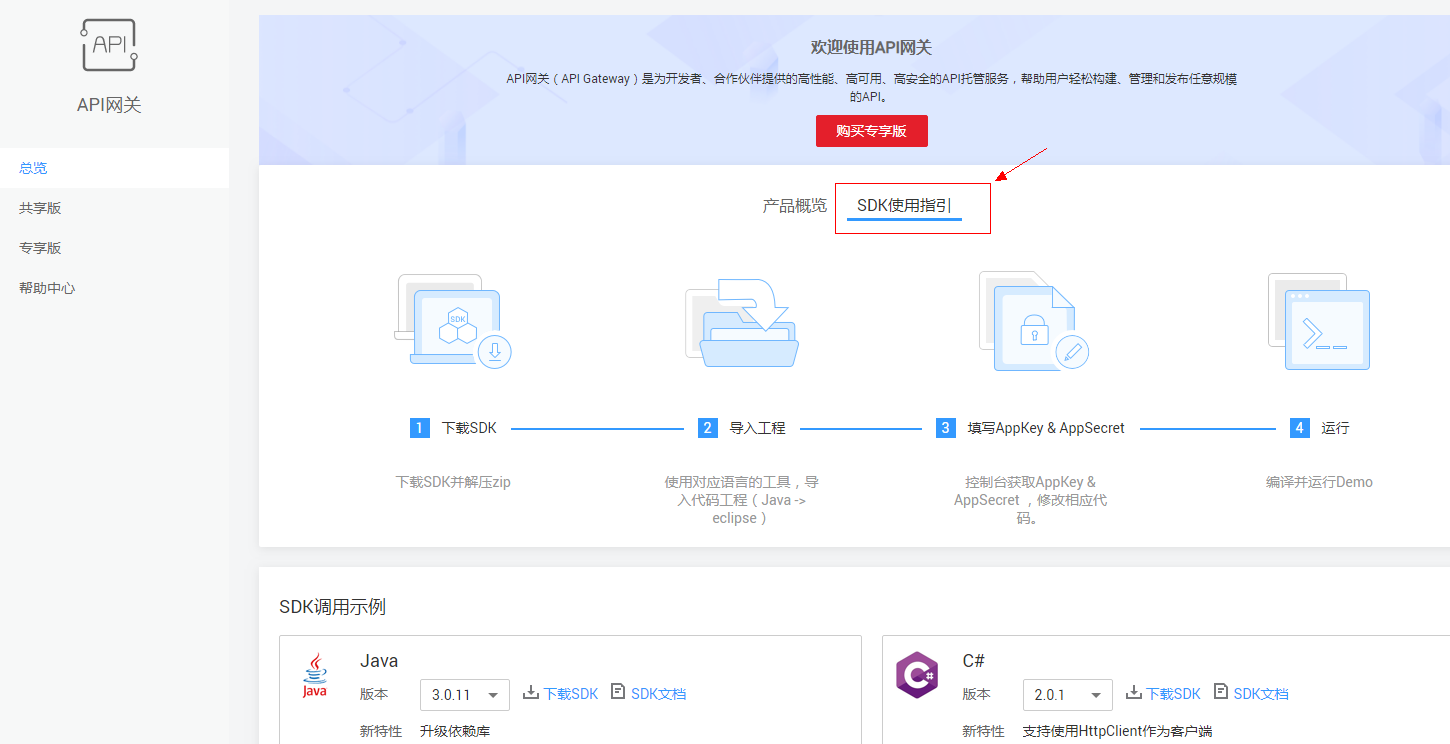 API
API网关
总览
共享版
专享版
帮助中心
欢迎使用API网关
API网关（API Gateway）是为开发者、合作伙伴提供的高性能、高可用、高安全的API托管服务，帮助用户轻松构建、管理和发布任意规模
的API。
购买专享版
产品概览 SDK使用指引
SDK
1 下载SDK
2 导入工程
3 填写AppKey & AppSecret
4 运行
下载SDK并解压zip
使用对应语言的工具，导
入代码工程（Java ->
eclipse）
控制台获取AppKey &
AppSecret ，修改相应代
码。
编译并运行Demo
SDK调用示例
Java
Java
版本 3.0.11 下载SDK SDK文档
新特性 升级依赖库
C#
C#
版本 2.0.1 下载SDK SDK文档
新特性 支持使用HttpClient作为客户端